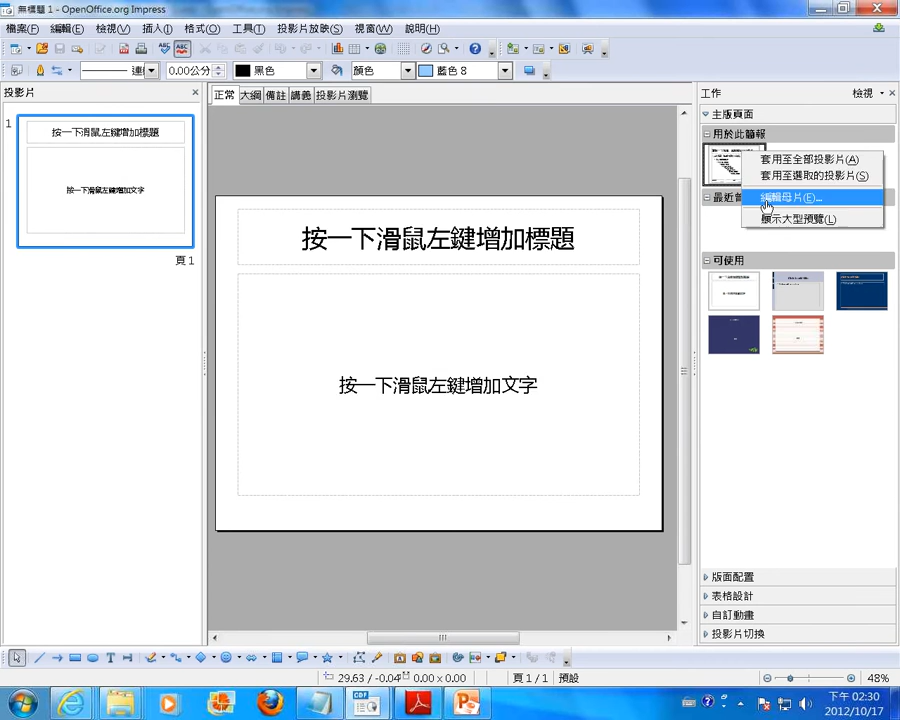 無標題 1 - OpenOffice.org Impress
檔案(F) 編輯(E) 檢視(V) 插入(I) 格式(O) 工具(T) 投影片放映(S) 視窗(W) 說明(H)
0.00公分 黑色 顏色 藍色 8
投影片
正常 大綱 備註 講義 投影片瀏覽
工作 檢視
主版頁面
用於此簡報
套用至全部投影片(A)
套用至選取的投影片(S)
編輯母片(E)...
顯示大型預覽(L)
可使用
1
按一下滑鼠左鍵增加標題
按一下滑鼠左鍵增加文字
頁 1
按一下滑鼠左鍵增加標題
按一下滑鼠左鍵增加文字
版面配置
表格設計
自訂動畫
投影片切換
29.63 / -0.04 0.00 x 0.00 頁 1 / 1 預設 48%
下午 02:30
2012/10/17